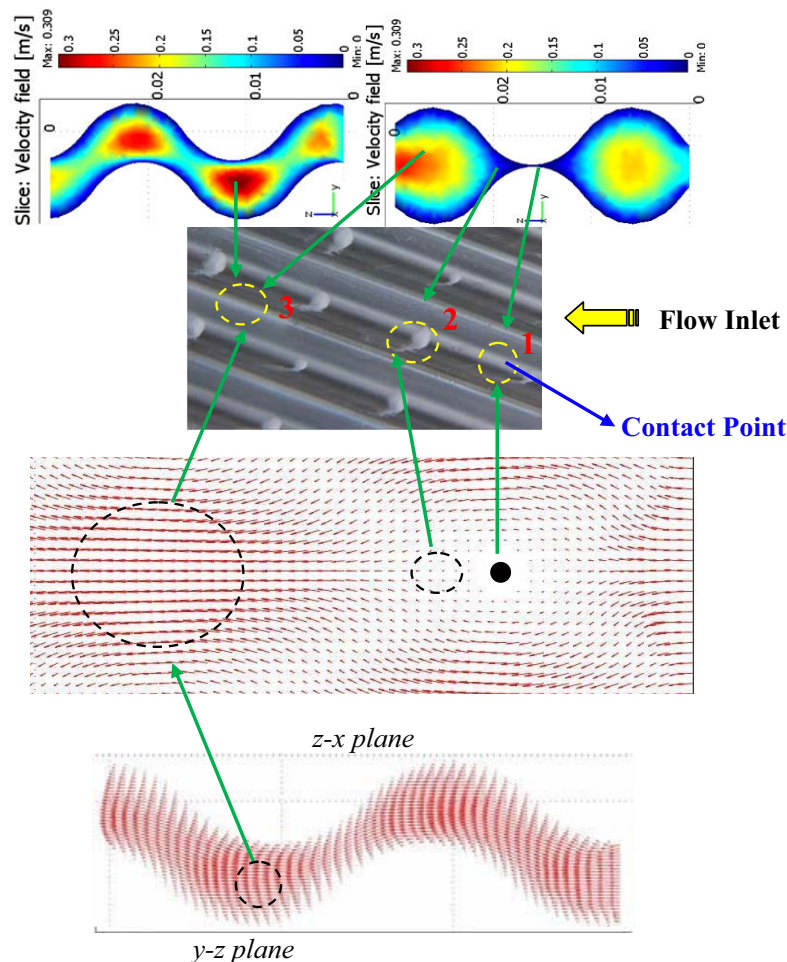 Max: 0.309 0.3 0.25 0.2 0.15 0.1 0.05 0 Min: 0
Slice: Velocity field [m/s]
0.02 0.01 0
0
z y x
Max: 0.309 0.3 0.25 0.2 0.15 0.1 0.05 0 Min: 0
Slice: Velocity field [m/s]
0.02 0.01 0
0
z y x
3
2
1
Flow Inlet
Contact Point
z-x plane
y-z plane